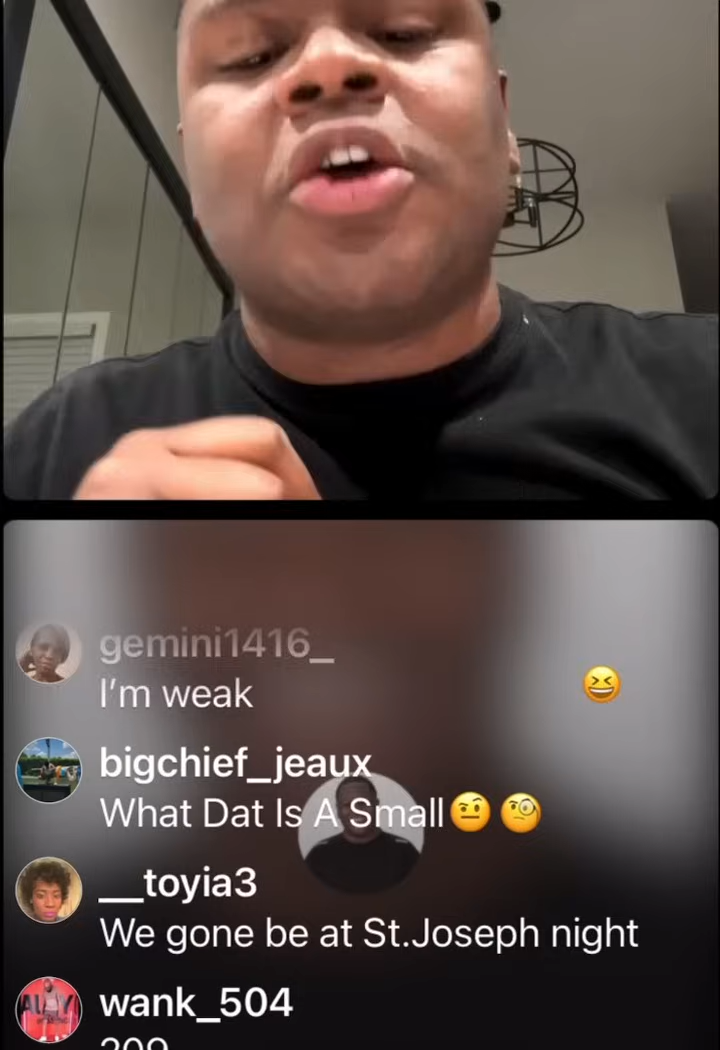 gemini1416_
I’m weak
bigchief_jeaux
What Dat Is A Small🤨🧐
__toyia3
We gone be at St.Joseph night
wank_504